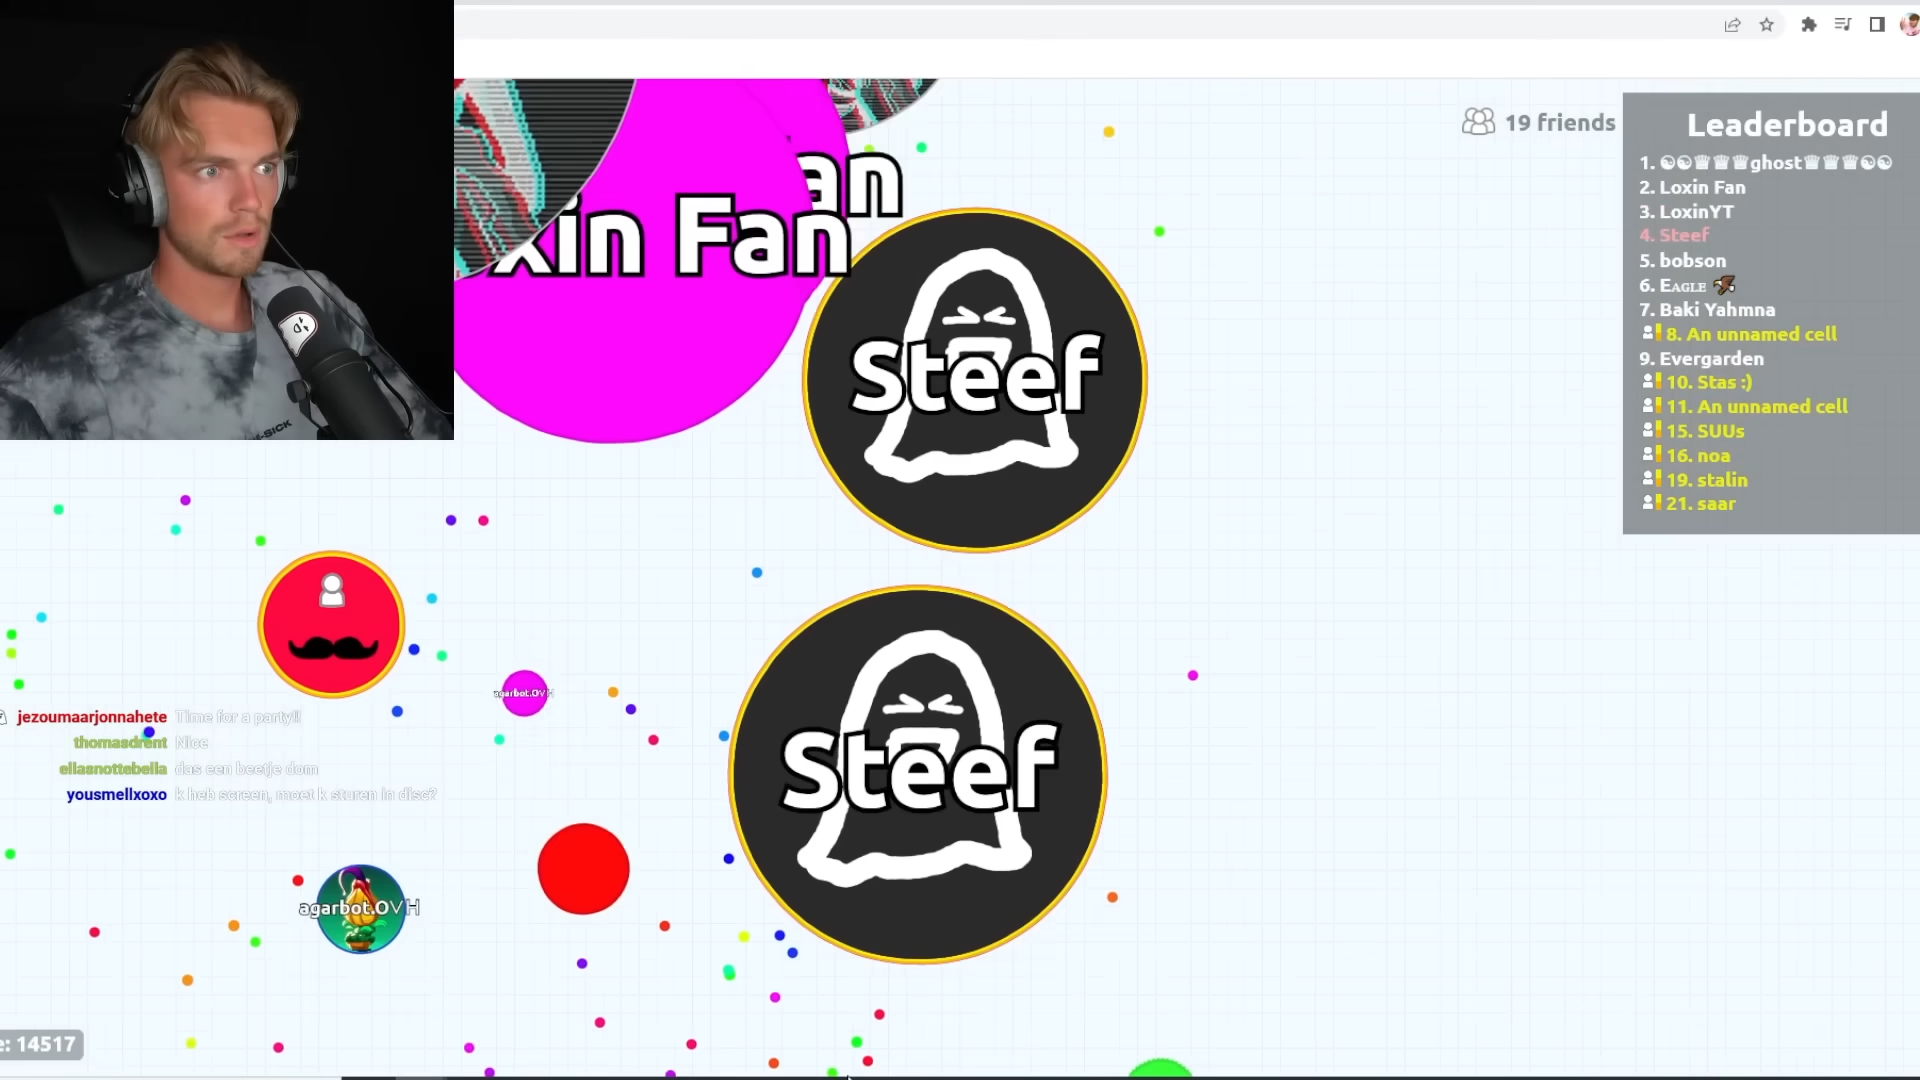 19 friends
Leaderboard
1. ☯☯♕♕♕ghost♕♕♕☯☯
2. Loxin Fan
3. LoxinYT
4. Steef
5. bobson
6. Eᴀɢʟᴇ
7. Baki Yahmna
8. An unnamed cell
9. Evergarden
10. Stas :)
11. An unnamed cell
15. SUUs
16. noa
19. stalin
21. saar
an
xin Fan
Steef
Steef
agarbot.OVH
jezoumaarjonnahete Time for a party!!
thomasdrent Nice
eliasnottebella das een beetje dom
yousmellxoxo k heb screen, moet k sturen in disc?
agarbot.OVH
e: 14517
-SICK